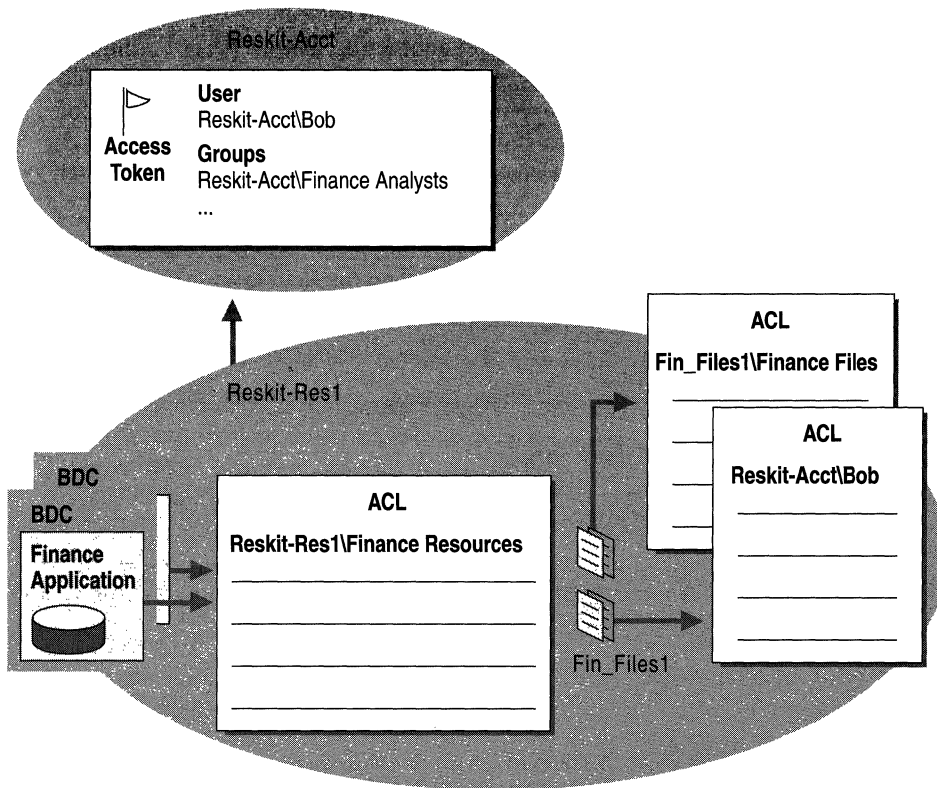 Reskit-Acct
User
Reskit-Acct\Bob
Access
Token
Groups
Reskit-Acct\Finance Analysts
...
Reskit-Res1
ACL
Fin_Files1\Finance Files
ACL
Reskit-Acct\Bob
BDC
BDC
Finance
Application
ACL
Reskit-Res1\Finance Resources
Fin_Files1